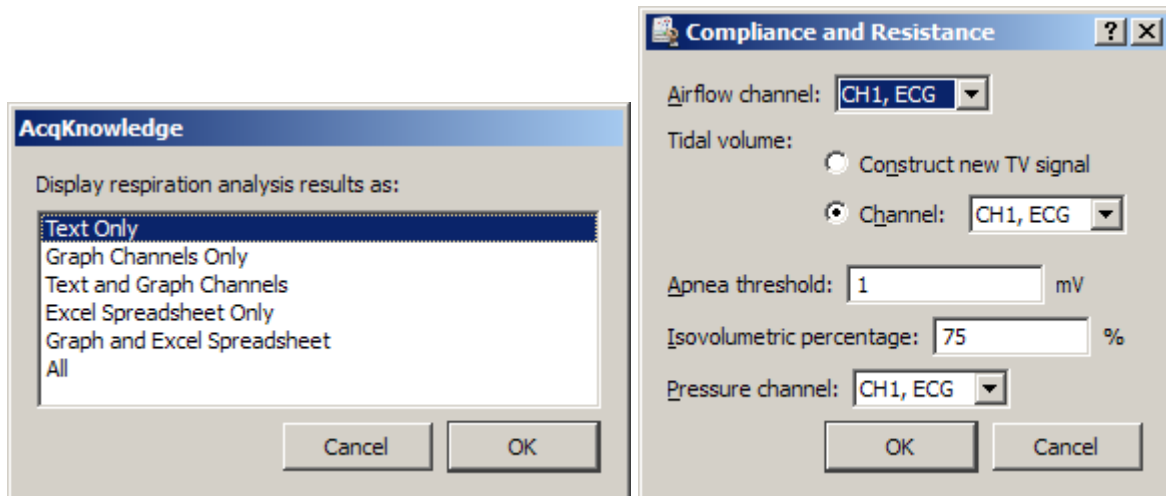 AcqKnowledge
Display respiration analysis results as:
Text Only
Graph Channels Only
Text and Graph Channels
Excel Spreadsheet Only
Graph and Excel Spreadsheet
All
Cancel OK
Compliance and Resistance ? X
Airflow channel: CH1, ECG
Tidal volume:
Construct new TV signal
Channel: CH1, ECG
Apnea threshold: 1 mV
Isovolumetric percentage: 75 %
Pressure channel: CH1, ECG
OK Cancel